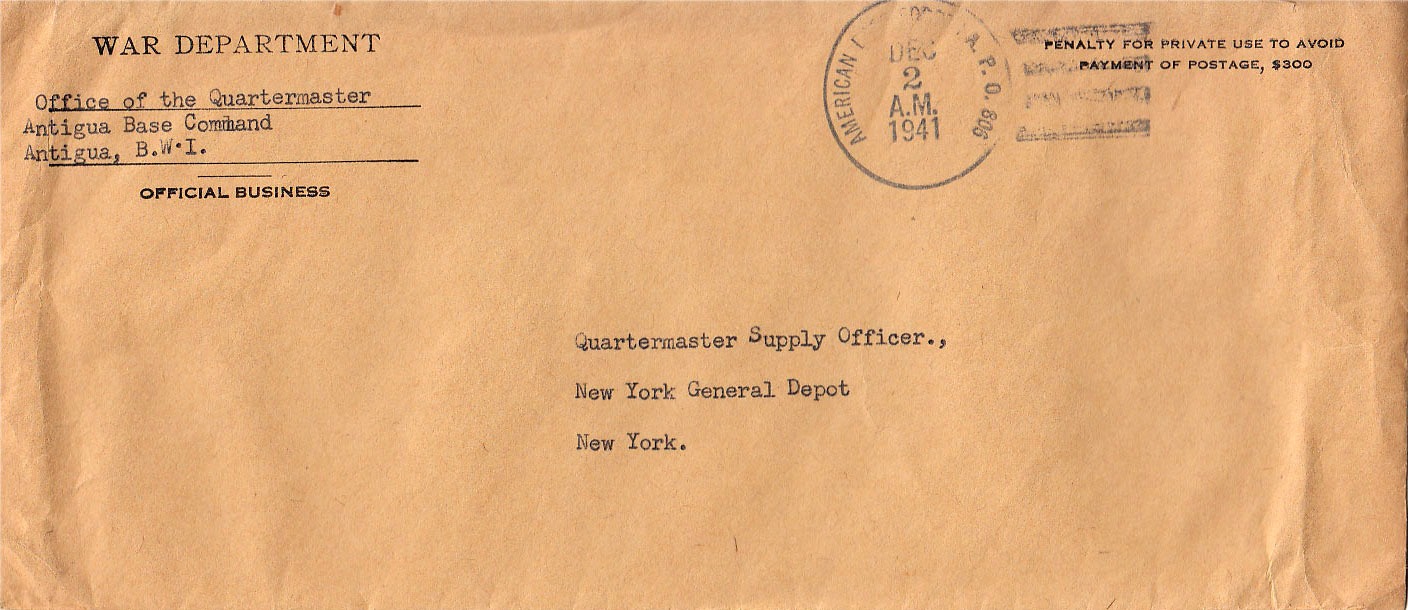 WAR DEPARTMENT
Office of the Quartermaster
Antigua Base Command
Antigua, B.W.I.
OFFICIAL BUSINESS
AMERICAN A. P. O. 806
DEC
2
A.M.
1941
PENALTY FOR PRIVATE USE TO AVOID
PAYMENT OF POSTAGE, $300
Quartermaster Supply Officer.,
New York General Depot
New York.